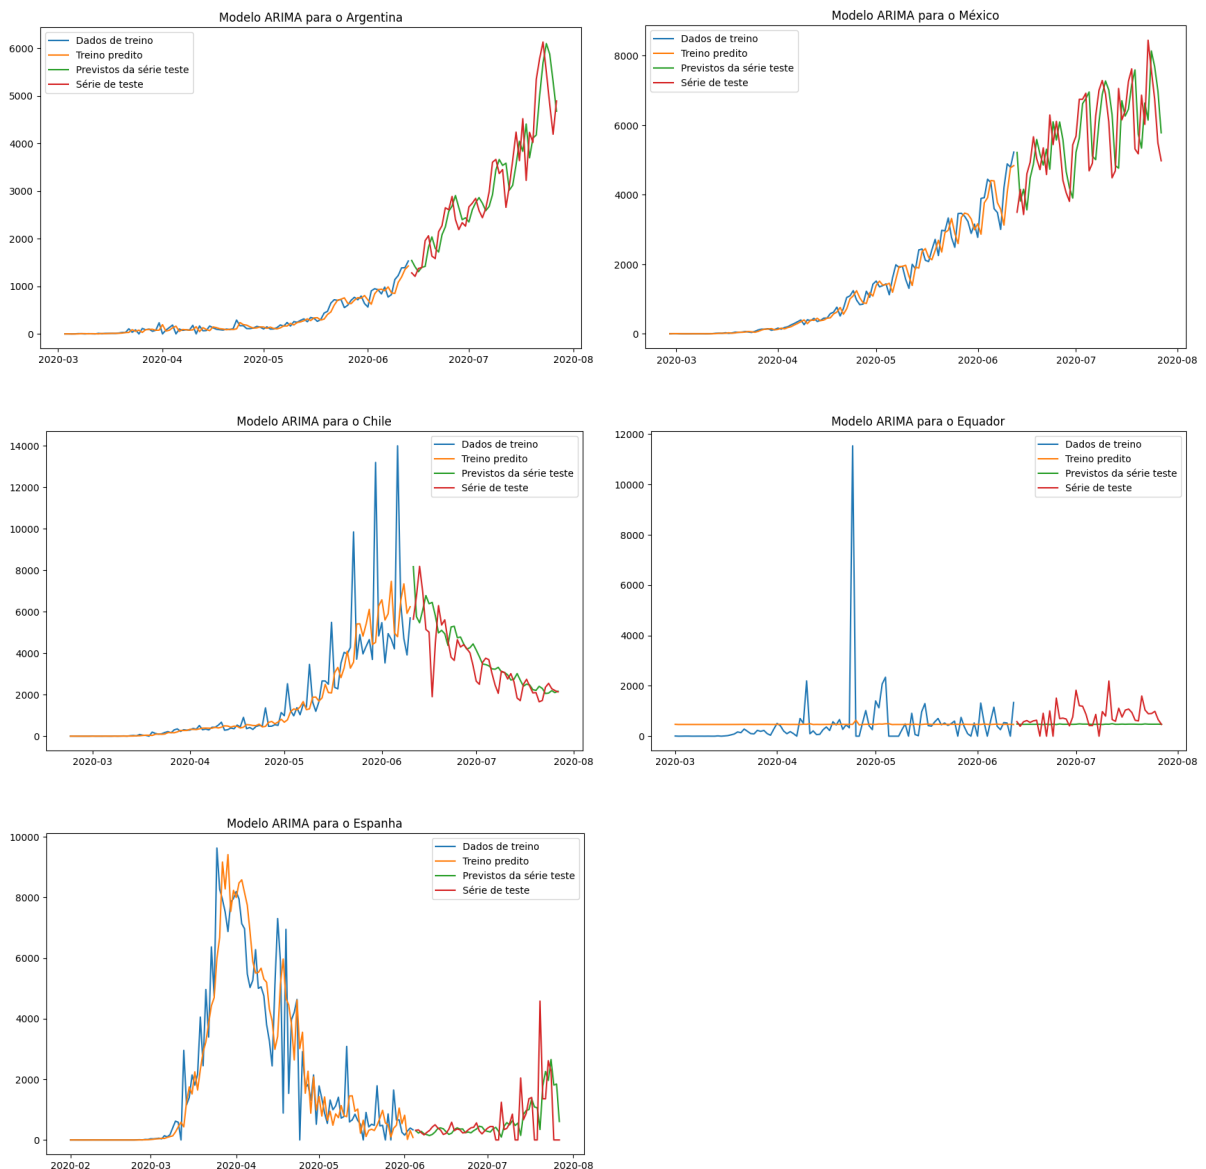 Modelo ARIMA para o Argentina
Dados de treino
Treino predito
Previstos da série teste
Série de teste
6000
5000
4000
3000
2000
1000
0
2020-03
2020-04
2020-05
2020-06
2020-07
2020-08
Modelo ARIMA para o México
Dados de treino
Treino predito
Previstos da série teste
Série de teste
8000
6000
4000
2000
0
2020-03
2020-04
2020-05
2020-06
2020-07
2020-08
Modelo ARIMA para o Chile
Dados de treino
Treino predito
Previstos da série teste
Série de teste
14000
12000
10000
8000
6000
4000
2000
0
2020-03
2020-04
2020-05
2020-06
2020-07
2020-08
Modelo ARIMA para o Equador
Dados de treino
Treino predito
Previstos da série teste
Série de teste
12000
10000
8000
6000
4000
2000
0
2020-03
2020-04
2020-05
2020-06
2020-07
2020-08
Modelo ARIMA para o Espanha
Dados de treino
Treino predito
Previstos da série teste
Série de teste
10000
8000
6000
4000
2000
0
2020-02
2020-03
2020-04
2020-05
2020-06
2020-07
2020-08